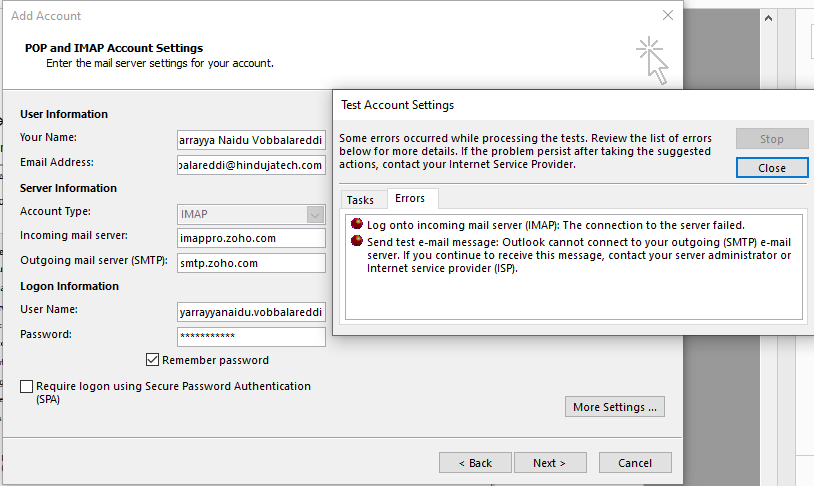 Add Account
POP and IMAP Account Settings
Enter the mail server settings for your account.
User Information
Your Name:
arrayya Naidu Vobbalareddi
Email Address:
balareddi@hindujatech.com
Server Information
Account Type:
IMAP
Incoming mail server:
imappro.zoho.com
Outgoing mail server (SMTP):
smtp.zoho.com
Logon Information
User Name:
yarrayyanaidu.vobbalareddi
Password:
***********
Remember password
Require logon using Secure Password Authentication
(SPA)
More Settings ...
< Back
Next >
Cancel
Test Account Settings
Some errors occurred while processing the tests. Review the list of errors
below for more details. If the problem persist after taking the suggested
actions, contact your Internet Service Provider.
Stop
Close
Tasks
Errors
Log onto incoming mail server (IMAP): The connection to the server failed.
Send test e-mail message: Outlook cannot connect to your outgoing (SMTP) e-mail
server. If you continue to receive this message, contact your server administrator or
Internet service provider (ISP).